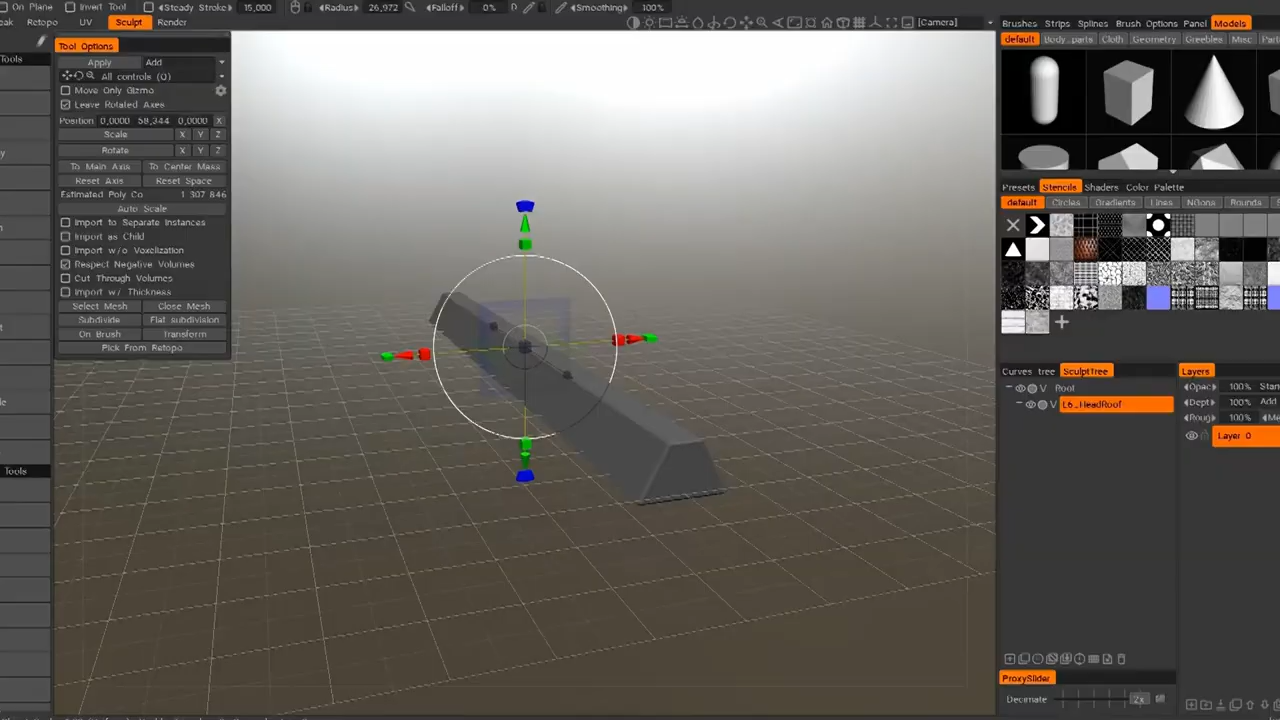 On Plane Invert Tool Steady Stroke 15,000 Radius 26,972 Falloff 0% D Smoothing 100%
Retopo UV Sculpt Render [Camera]
Brushes Strips Splines Brush Options Panel Models
default Body_parts Cloth Geometry Greebles Misc
Tools
Tool Options
Apply Add
All controls (Q)
Move Only Gizmo
Leave Rotated Axes
Position 0,0000 58,344 0,0000 X
Scale X Y Z
Rotate X Y Z
To Main Axis To Center Mass
Reset Axis Reset Space
Estimated Poly Co 1 307 846
Auto Scale
Import to Separate Instances
Import as Child
Import w/o Voxelization
Respect Negative Volumes
Cut Through Volumes
Import w/ Thickness
Select Mesh Close Mesh
Subdivide Flat subdivision
On Brush Transform
Pick From Retopo
Tools
Presets Stencils Shaders Color Palette
default Circles Gradients Lines NGons Rounds
Curves tree SculptTree
V Root
V L6_HeadRoof
Layers
Opac 100%
Dept 100% Add
Roug 100%
Layer 0
ProxySlider
Decimate 2x